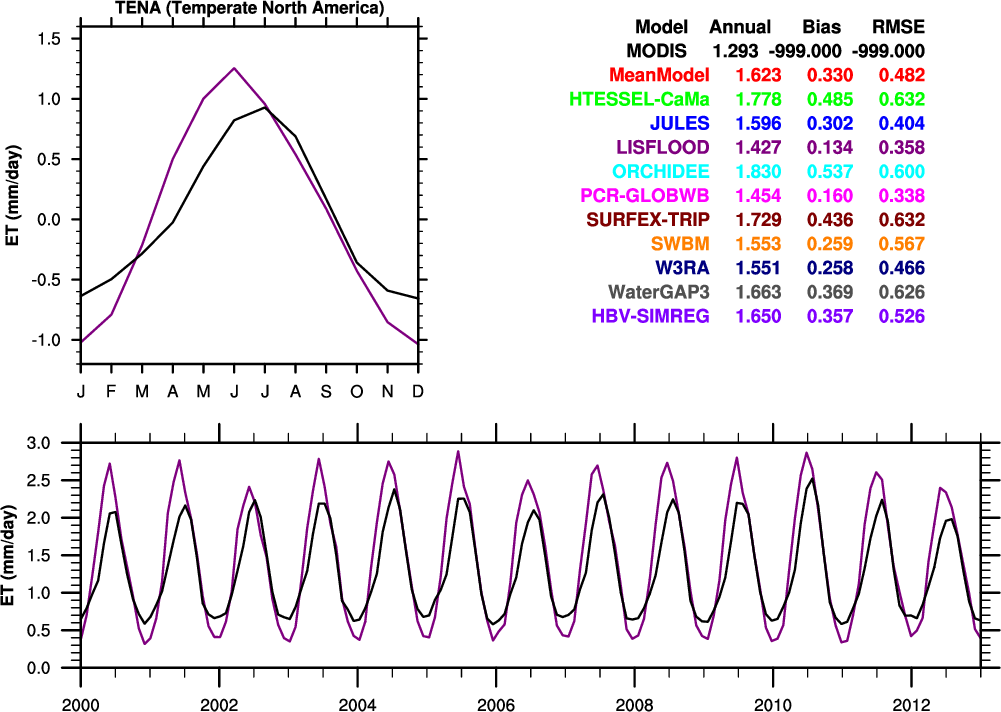 TENA (Temperate North America)
1.5
1.0
0.5
0.0
-0.5
-1.0
ET (mm/day)
J F M A M J J A S O N D
Model Annual Bias RMSE
MODIS 1.293 -999.000 -999.000
MeanModel 1.623 0.330 0.482
HTESSEL-CaMa 1.778 0.485 0.632
JULES 1.596 0.302 0.404
LISFLOOD 1.427 0.134 0.358
ORCHIDEE 1.830 0.537 0.600
PCR-GLOBWB 1.454 0.160 0.338
SURFEX-TRIP 1.729 0.436 0.632
SWBM 1.553 0.259 0.567
W3RA 1.551 0.258 0.466
WaterGAP3 1.663 0.369 0.626
HBV-SIMREG 1.650 0.357 0.526
3.0
2.5
2.0
1.5
1.0
0.5
0.0
ET (mm/day)
2000 2002 2004 2006 2008 2010 2012